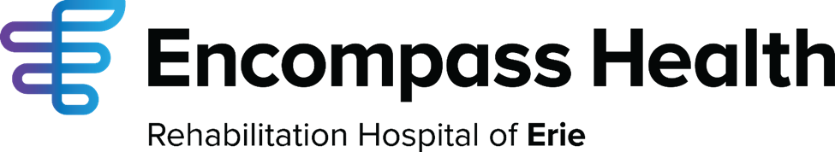 Encompass Health
Rehabilitation Hospital of Erie